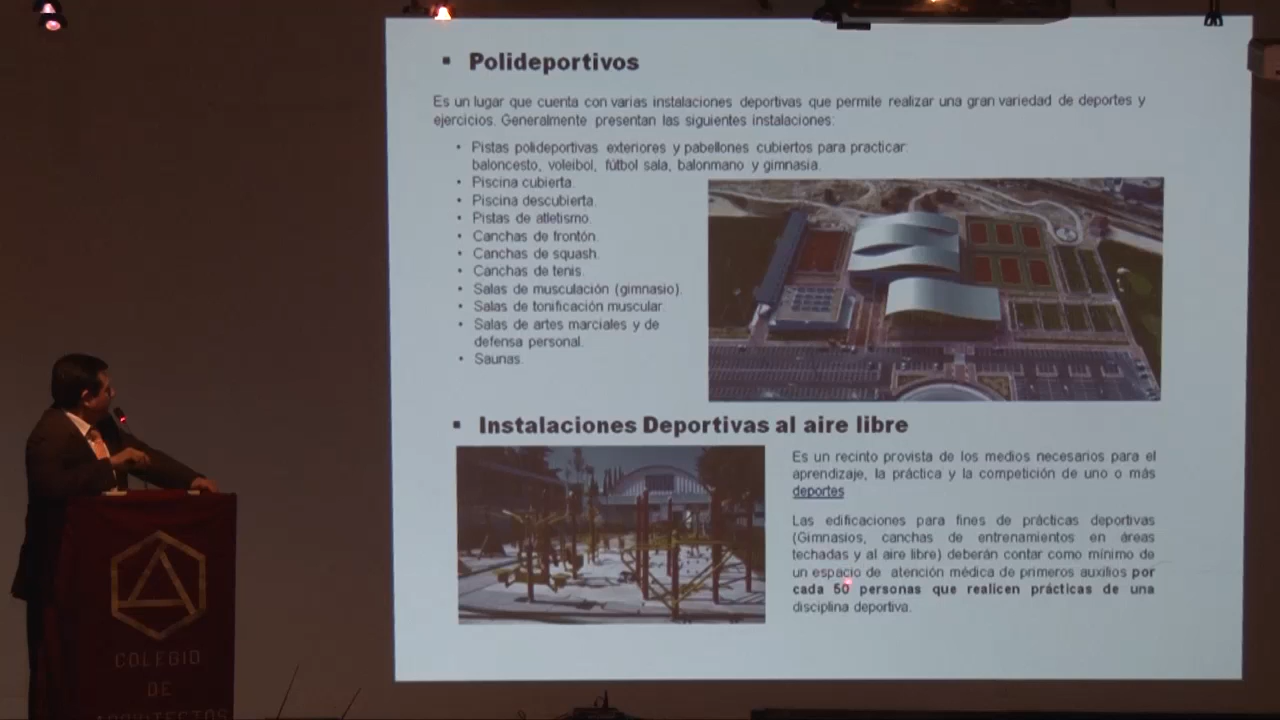 ▪ Polideportivos
Es un lugar que cuenta con varias instalaciones deportivas que permite realizar una gran variedad de deportes y
ejercicios. Generalmente presentan las siguientes instalaciones:
• Pistas polideportivas exteriores y pabellones cubiertos para practicar:
baloncesto, voleibol, fútbol sala, balonmano y gimnasia.
• Piscina cubierta.
• Piscina descubierta.
• Pistas de atletismo.
• Canchas de frontón.
• Canchas de squash.
• Canchas de tenis.
• Salas de musculación (gimnasio).
• Salas de tonificación muscular.
• Salas de artes marciales y de
defensa personal.
• Saunas.
▪ Instalaciones Deportivas al aire libre
Es un recinto provista de los medios necesarios para el
aprendizaje, la práctica y la competición de uno o más
deportes
Las edificaciones para fines de prácticas deportivas
(Gimnasios, canchas de entrenamientos en áreas
techadas y al aire libre) deberán contar como mínimo de
un espacio de atención médica de primeros auxilios por
cada 50 personas que realicen prácticas de una
disciplina deportiva.
COLEGIO
DE
ARQUITECTOS